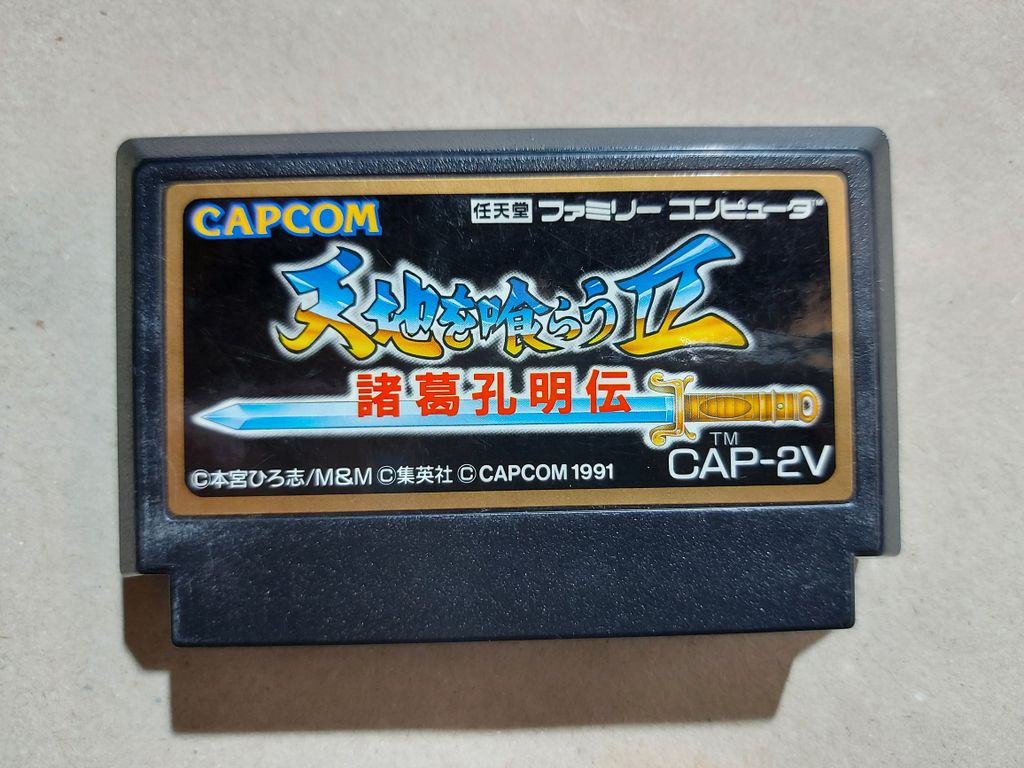 CAPCOM
任天堂 ファミリー コンピュータ™
天地を喰らうII
諸葛孔明伝
TM
CAP-2V
©本宮ひろ志/M&M ©集英社 ©CAPCOM 1991